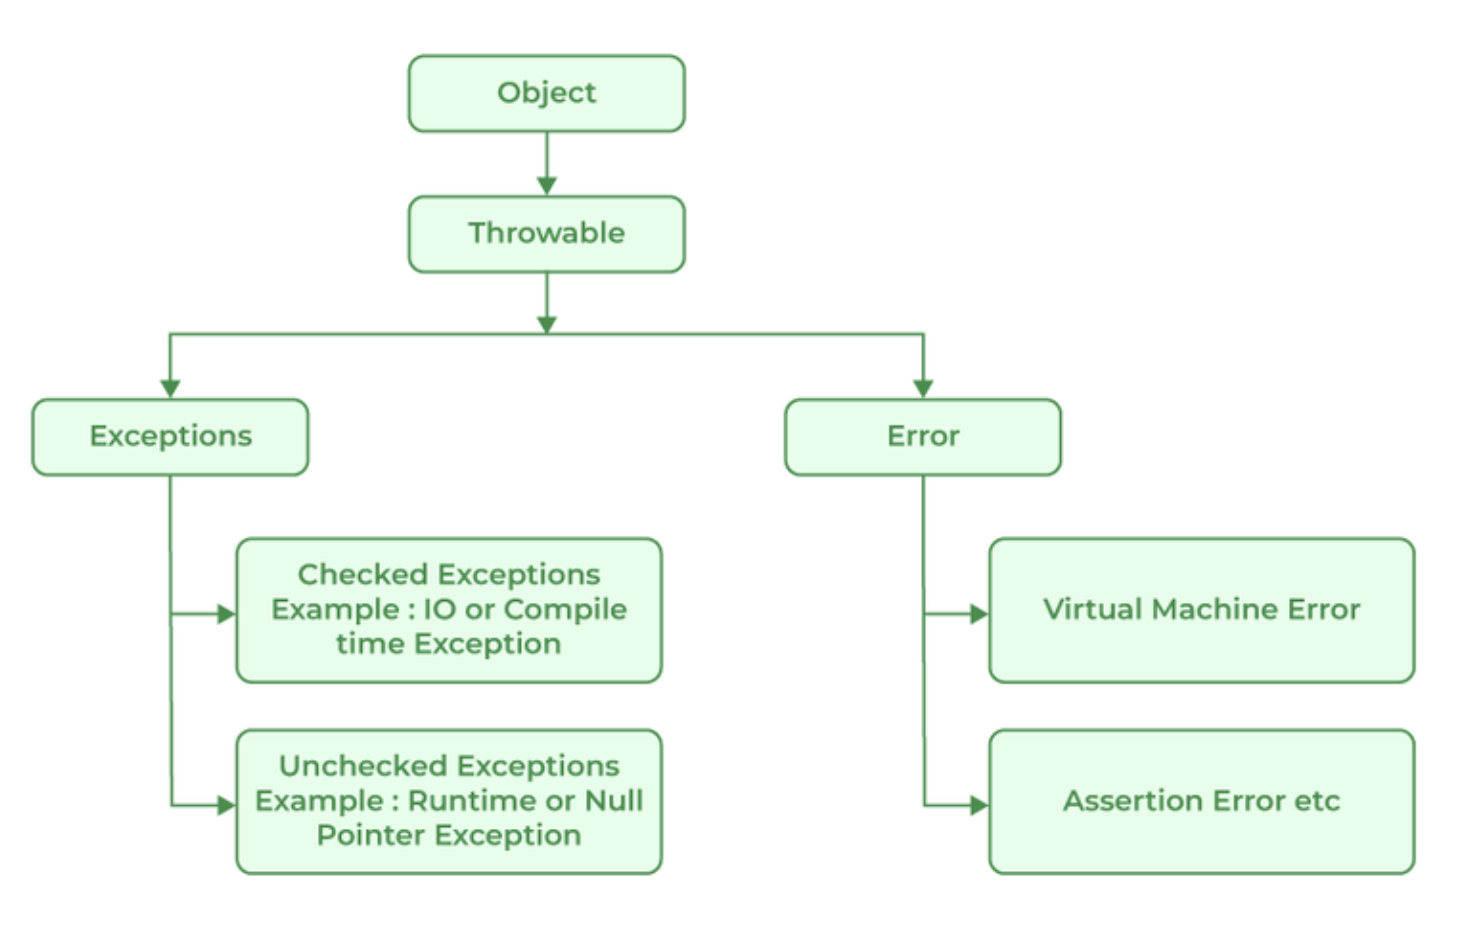 Object
Throwable
Exceptions
Error
Checked Exceptions
Example : IO or Compile
time Exception
Virtual Machine Error
Unchecked Exceptions
Example : Runtime or Null
Pointer Exception
Assertion Error etc